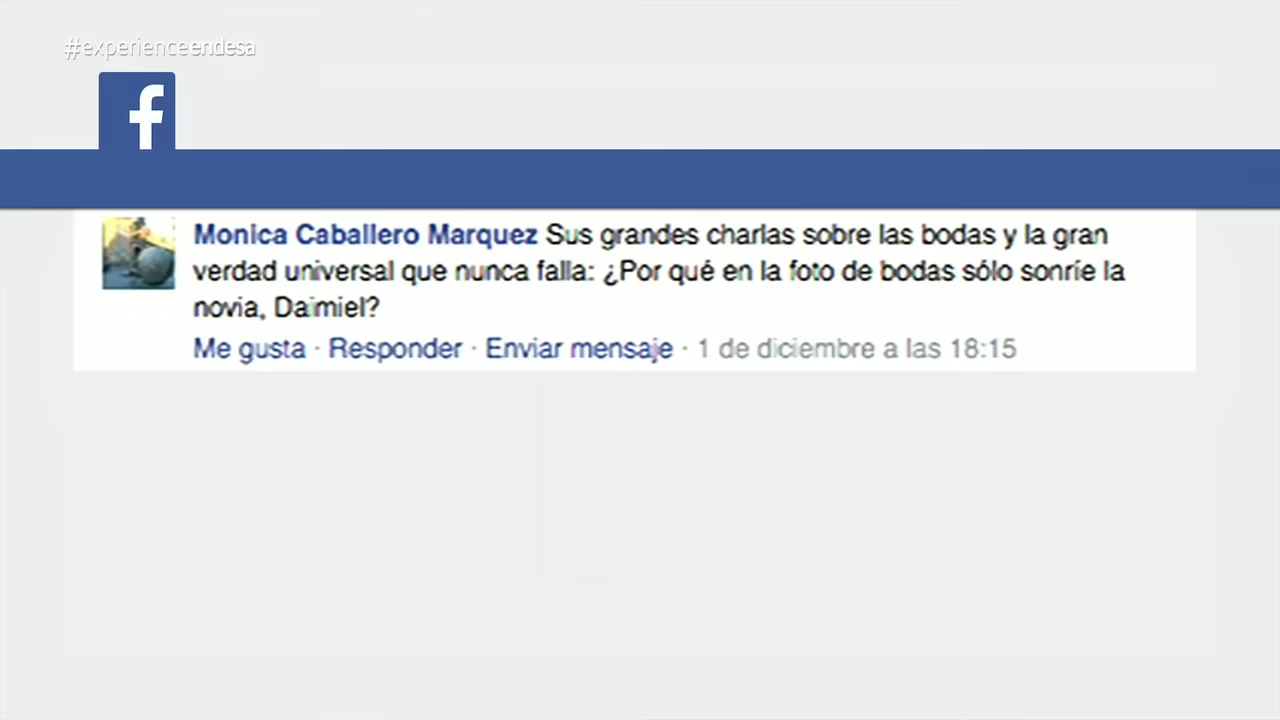 #experienceendesa
f
Monica Caballero Marquez Sus grandes charlas sobre las bodas y la gran
verdad universal que nunca falla: ¿Por qué en la foto de bodas sólo sonríe la
novia, Daimiel?
Me gusta · Responder · Enviar mensaje · 1 de diciembre a las 18:15